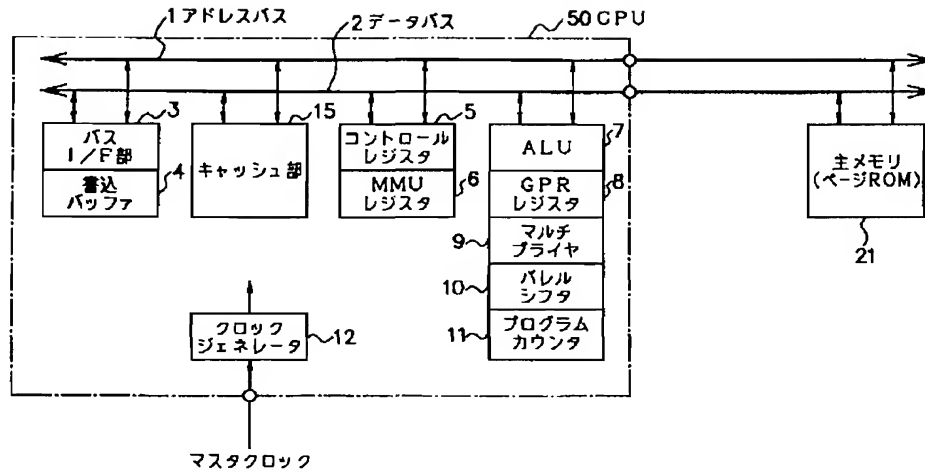 1 アドレスバス
2 データバス
50 CPU
3
バス
I/F部
4
書込
バッファ
15
キャッシュ部
5
コントロール
レジスタ
6
MMU
レジスタ
7
ALU
8
GPR
レジスタ
9
マルチ
プライヤ
10
バレル
シフタ
11
プログラム
カウンタ
主メモリ
(ページROM)
21
クロック
ジェネレータ
12
マスタクロック